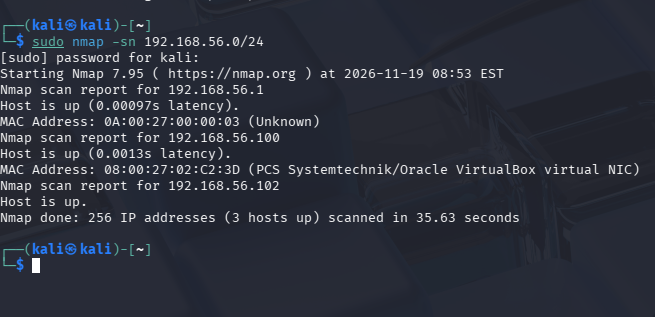 ┌──(kali㉿kali)-[~]
└─$ sudo nmap -sn 192.168.56.0/24
[sudo] password for kali:
Starting Nmap 7.95 ( https://nmap.org ) at 2026-11-19 08:53 EST
Nmap scan report for 192.168.56.1
Host is up (0.00097s latency).
MAC Address: 0A:00:27:00:00:03 (Unknown)
Nmap scan report for 192.168.56.100
Host is up (0.0013s latency).
MAC Address: 08:00:27:02:C2:3D (PCS Systemtechnik/Oracle VirtualBox virtual NIC)
Nmap scan report for 192.168.56.102
Host is up.
Nmap done: 256 IP addresses (3 hosts up) scanned in 35.63 seconds
┌──(kali㉿kali)-[~]
└─$